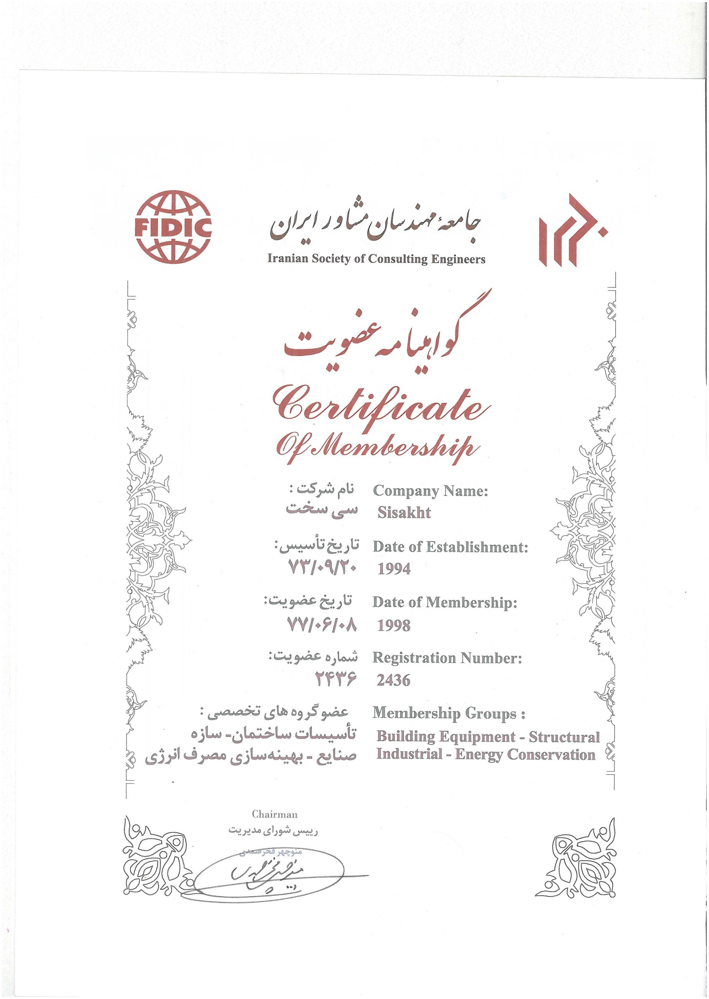 FIDIC
جامعهٔ مهندسان مشاور ایران
Iranian Society of Consulting Engineers
گواهینامه عضویت
Certificate
Of Membership
نام شرکت :
Company Name:
سی سخت
Sisakht
تاریخ تأسیس:
Date of Establishment:
۷۳/۰۹/۲۰
1994
تاریخ عضویت:
Date of Membership:
۷۷/۰۶/۰۸
1998
شماره عضویت:
Registration Number:
۲۴۳۶
2436
عضو گروه های تخصصی :
Membership Groups :
تأسیسات ساختمان- سازه
Building Equipment - Structural
صنایع - بهینه‌سازی مصرف انرژی
Industrial - Energy Conservation
Chairman
رییس شورای مدیریت
منوچهر فخرصمدی